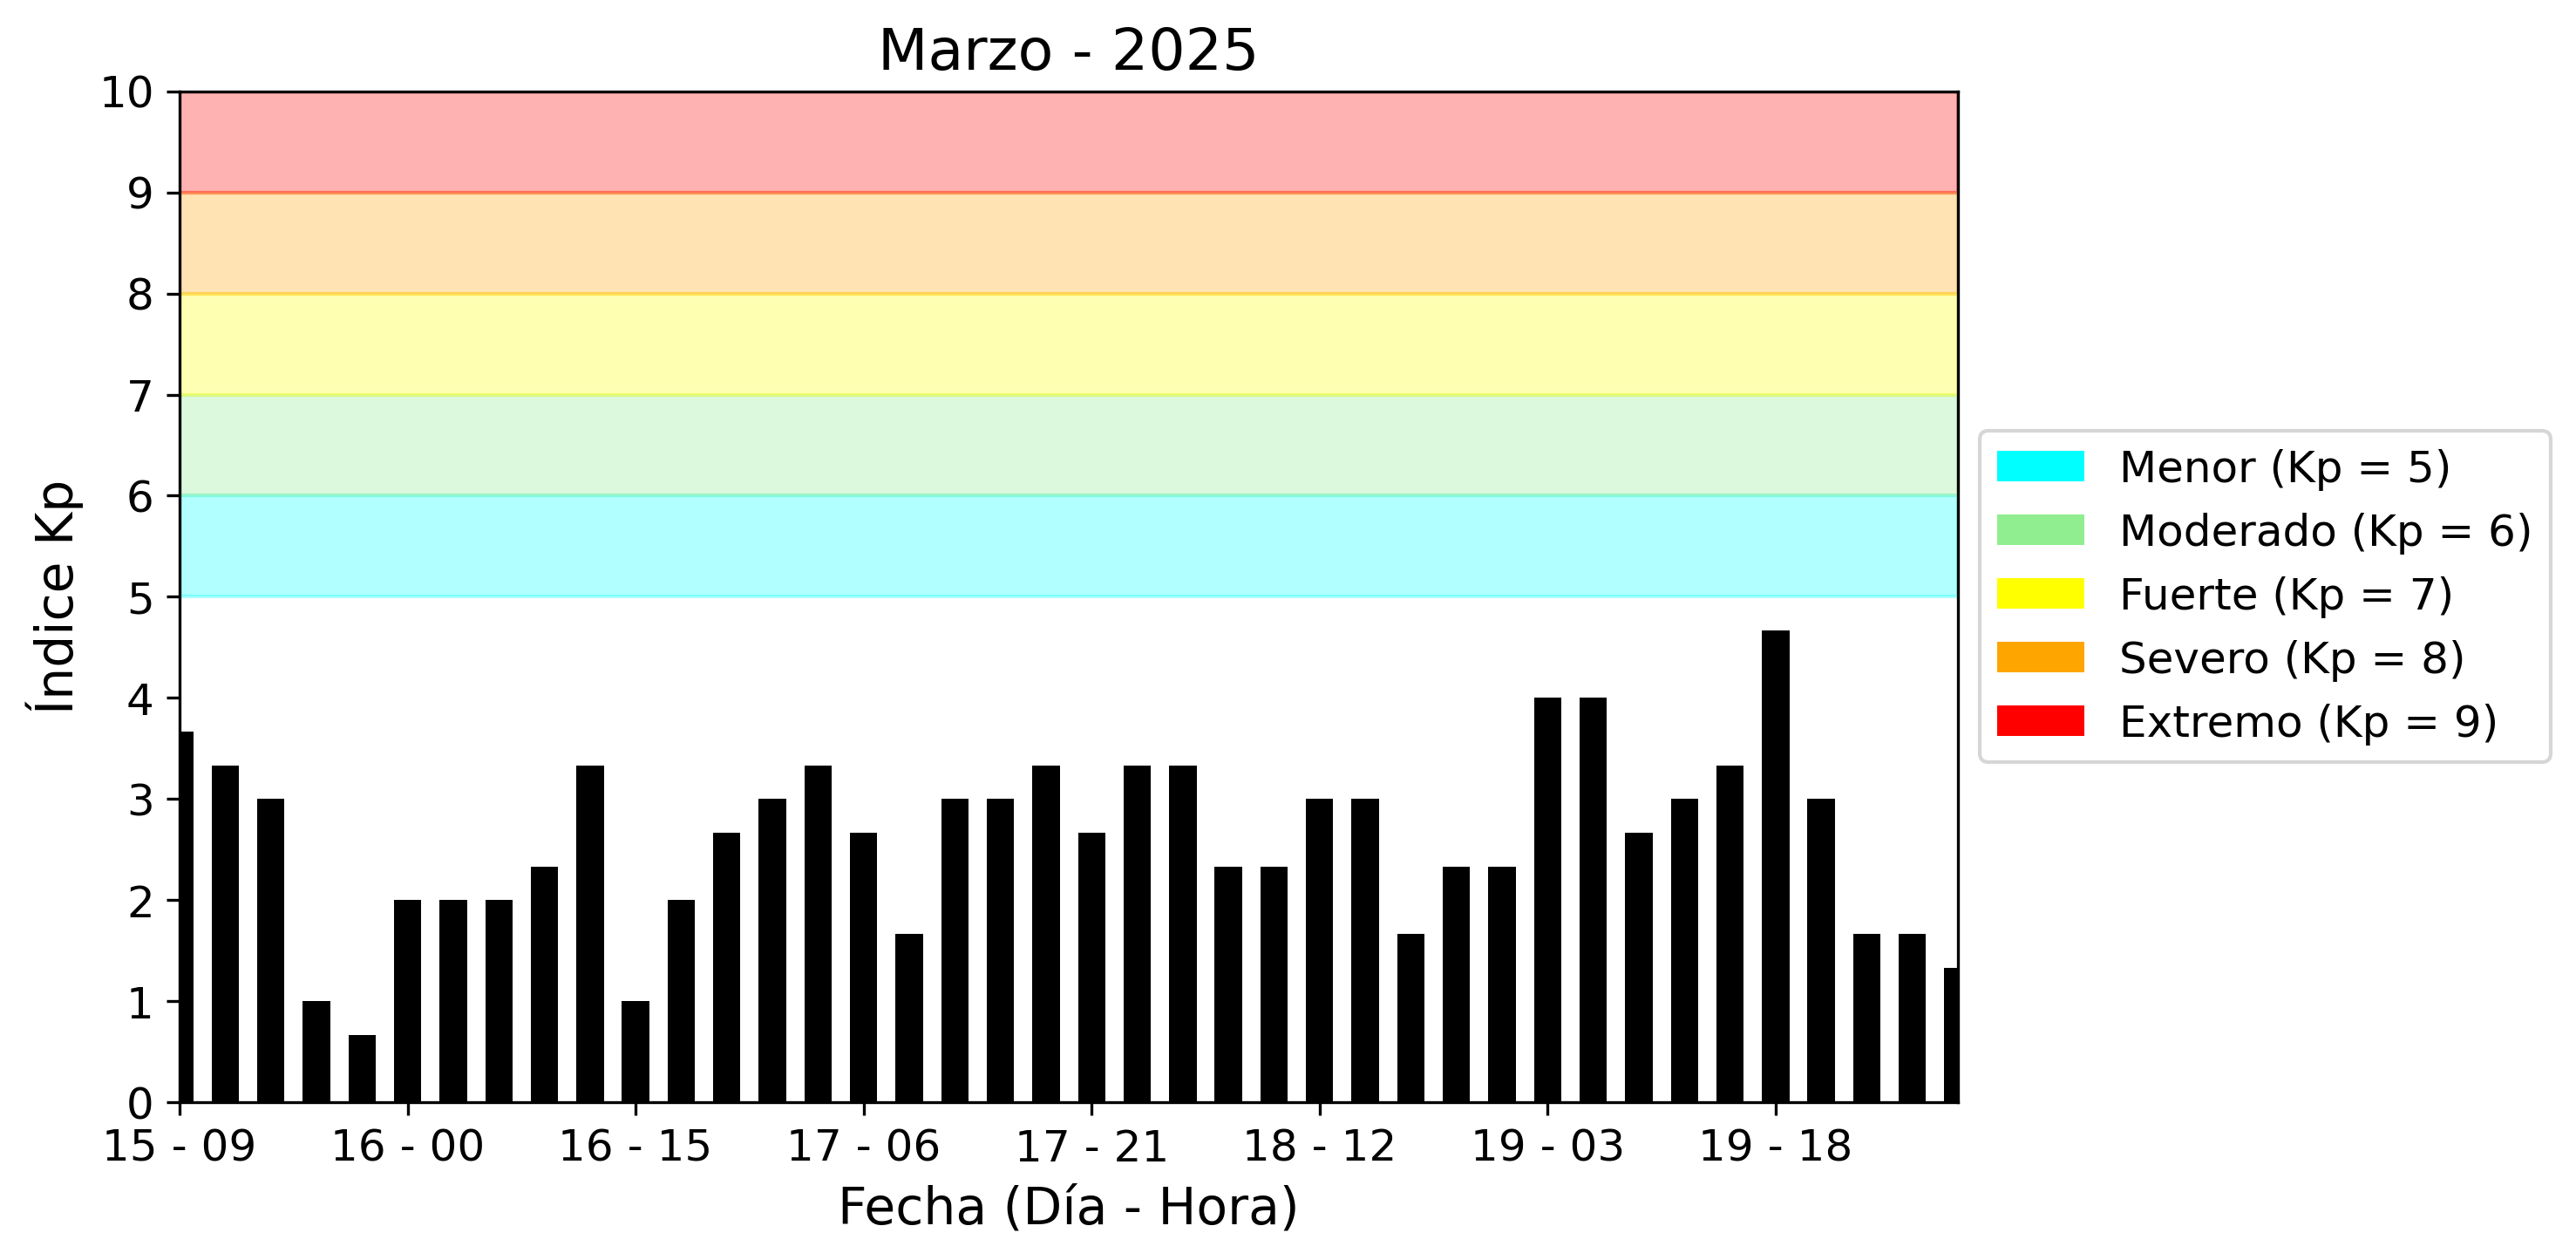 Marzo - 2025
10
9
8
7
6
5
4
3
2
1
0
Índice Kp
15 - 09
16 - 00
16 - 15
17 - 06
17 - 21
18 - 12
19 - 03
19 - 18
Fecha (Día - Hora)
Menor (Kp = 5)
Moderado (Kp = 6)
Fuerte (Kp = 7)
Severo (Kp = 8)
Extremo (Kp = 9)